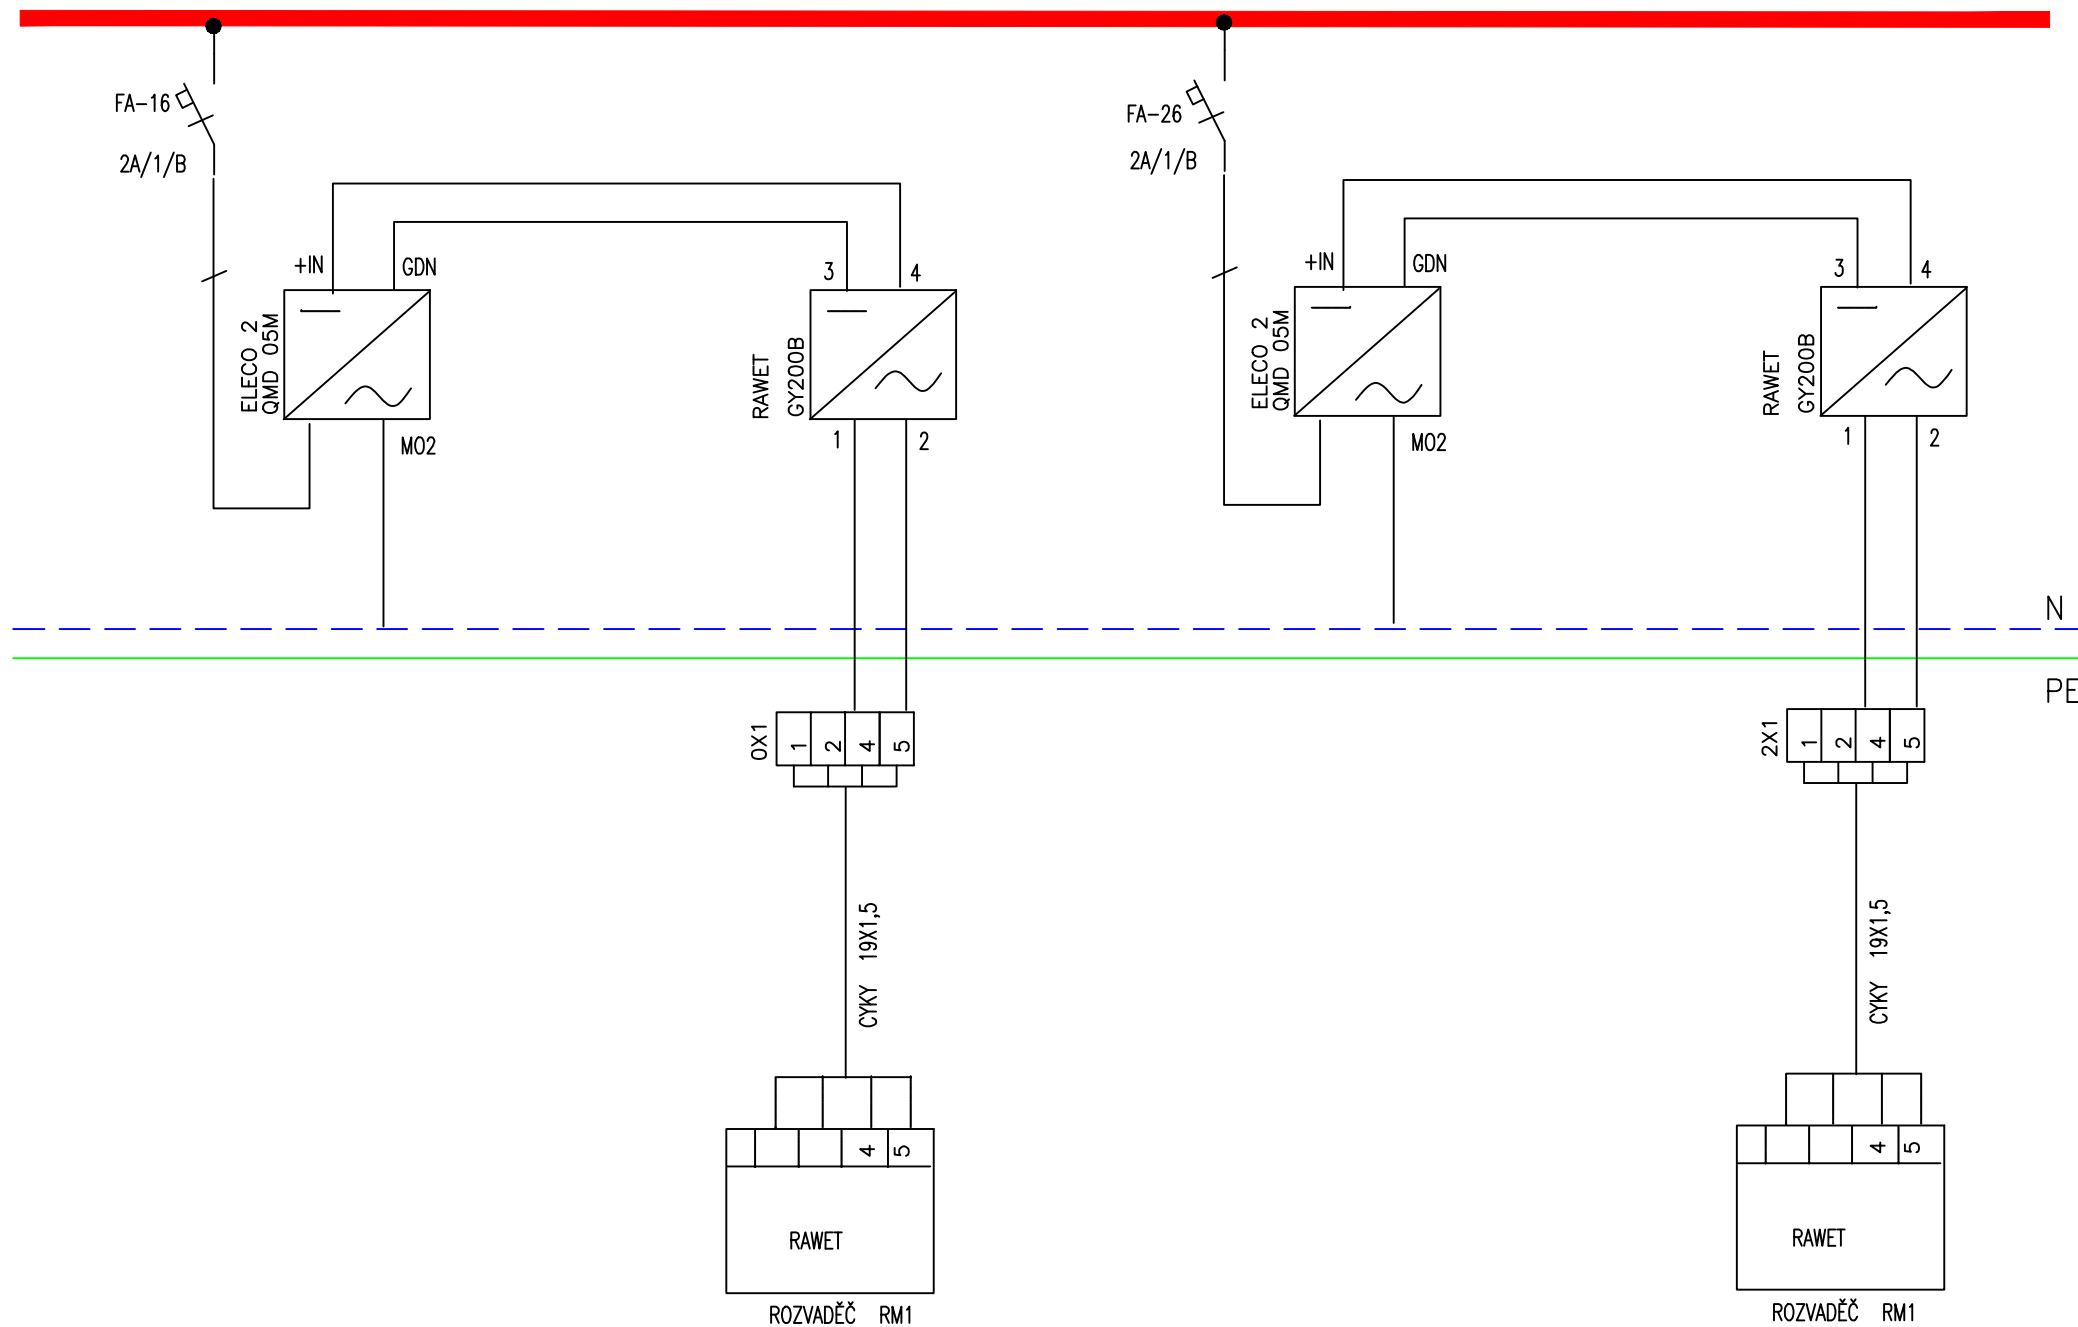 FA-16
2A/1/B
+IN
GDN
ELECO 2
QMD 05M
MO2
3
4
RAWET
GY200B
1
2
FA-26
2A/1/B
+IN
GDN
ELECO 2
QMD 05M
MO2
3
4
RAWET
GY200B
1
2
N
PE
0X1
1 2 4 5
CYKY 19X1,5
4 5
RAWET
ROZVADĚČ RM1
2X1
1 2 4 5
CYKY 19X1,5
4 5
RAWET
ROZVADĚČ RM1